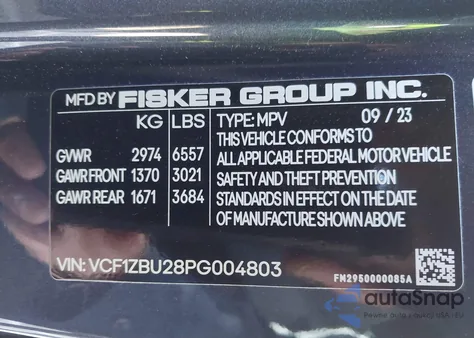 MFD BY FISKER GROUP INC.
KG LBS TYPE: MPV 09 / 23
GVWR 2974 6557 THIS VEHICLE CONFORMS TO
GAWR FRONT 1370 3021 ALL APPLICABLE FEDERAL MOTOR VEHICLE
GAWR REAR 1671 3684 SAFETY AND THEFT PREVENTION
STANDARDS IN EFFECT ON THE DATE
OF MANUFACTURE SHOWN ABOVE
VIN: VCF1ZBU28PG004803
FM2950000085A
autoSnap